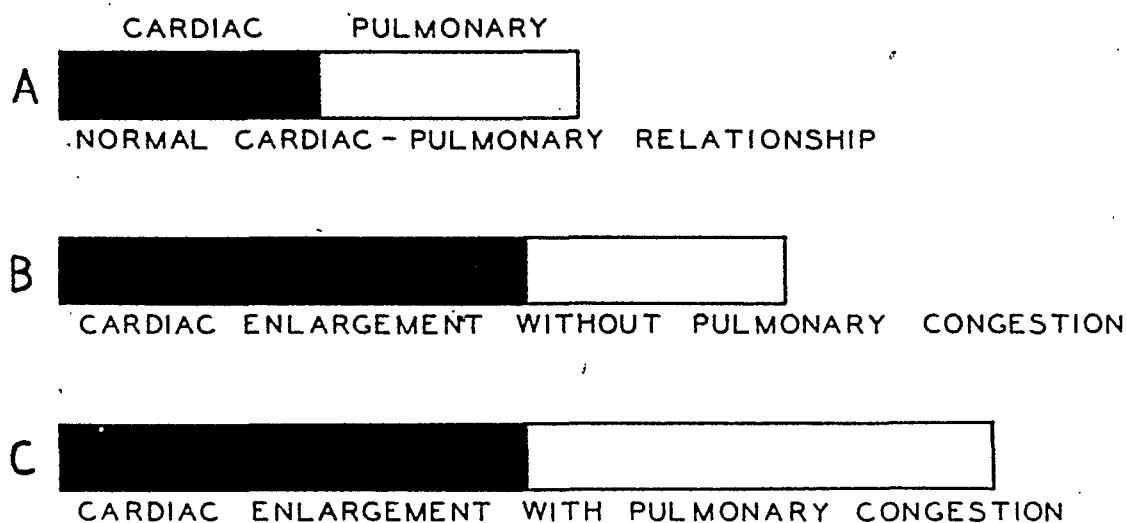 CARDIAC PULMONARY
A
NORMAL CARDIAC-PULMONARY RELATIONSHIP
B
CARDIAC ENLARGEMENT WITHOUT PULMONARY CONGESTION
C
CARDIAC ENLARGEMENT WITH PULMONARY CONGESTION